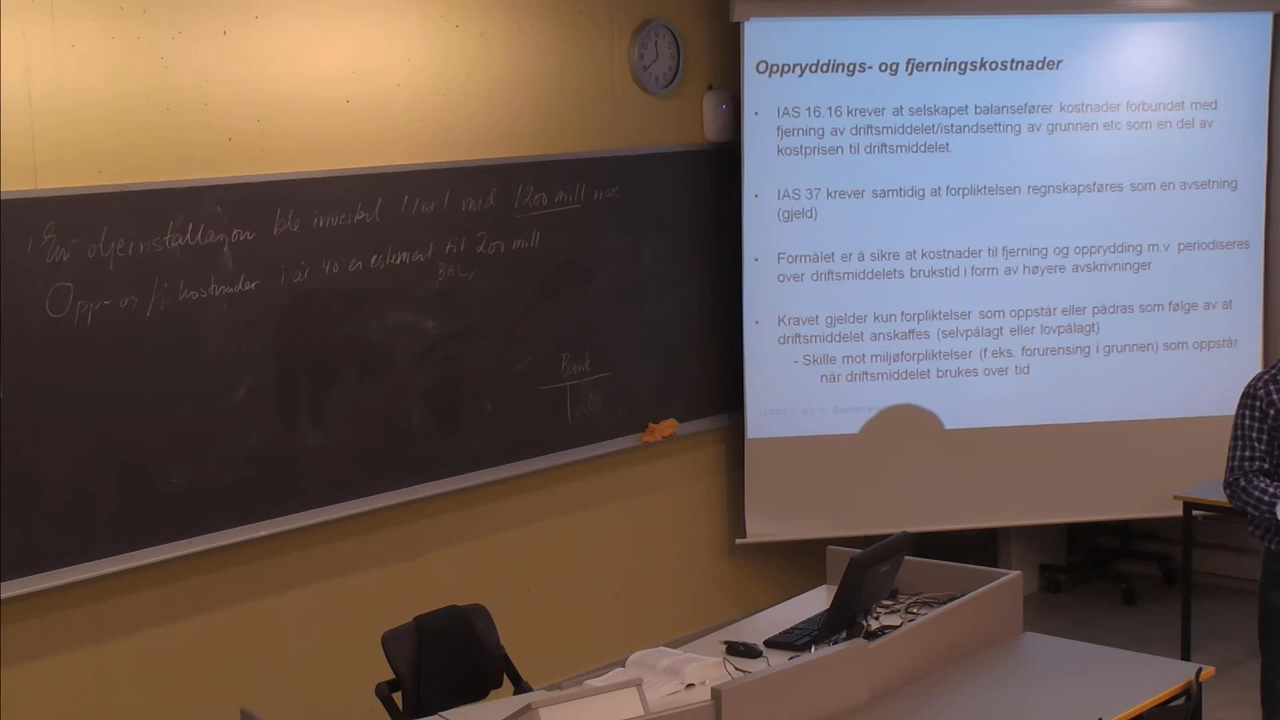 En oljeinstallasjon ble investert i år 1 med 1200 mill
Opp- og kostnader i år 40 er estimert til 200 mill
BAL
Bank
1200
Oppryddings- og fjerningskostnader
• IAS 16.16 krever at selskapet balansefører kostnader forbundet med
fjerning av driftsmiddelet/istandsetting av grunnen etc som en del av
kostprisen til driftsmiddelet.
• IAS 37 krever samtidig at forpliktelsen regnskapsføres som en avsetning
(gjeld)
• Formålet er å sikre at kostnader til fjerning og opprydding m.v. periodiseres
over driftsmiddelets brukstid i form av høyere avskrivninger
• Kravet gjelder kun forpliktelser som oppstår eller pådras som følge av at
driftsmiddelet anskaffes (selvpålagt eller lovpålagt)
- Skille mot miljøforpliktelser (f.eks. forurensing i grunnen) som oppstår
når driftsmiddelet brukes over tid